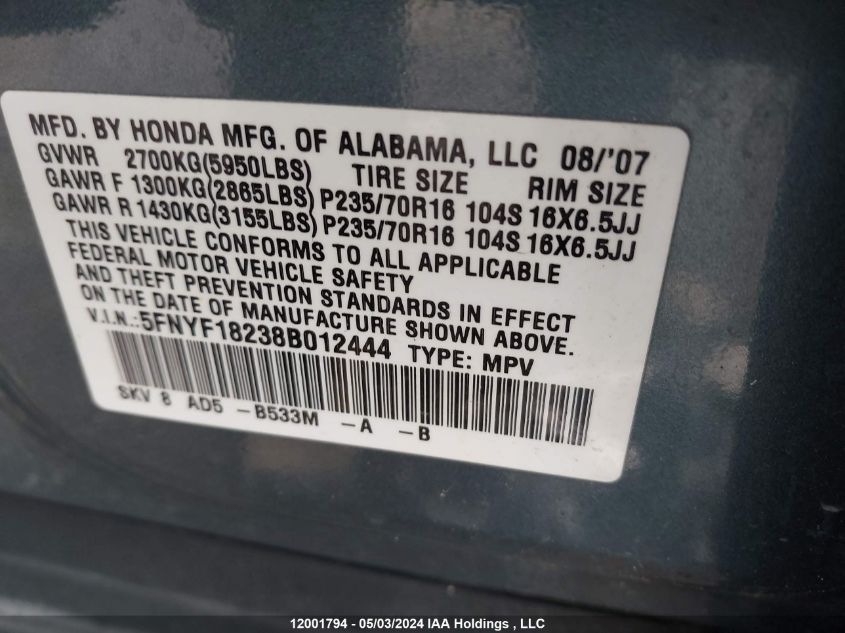 MFD. BY HONDA MFG. OF ALABAMA, LLC 08/'07
GVWR 2700KG(5950LBS) TIRE SIZE RIM SIZE
GAWR F 1300KG(2865LBS) P235/70R16 104S 16X6.5JJ
GAWR R 1430KG(3155LBS) P235/70R16 104S 16X6.5JJ
THIS VEHICLE CONFORMS TO ALL APPLICABLE
FEDERAL MOTOR VEHICLE SAFETY
AND THEFT PREVENTION STANDARDS IN EFFECT
ON THE DATE OF MANUFACTURE SHOWN ABOVE.
V.I.N.:5FNYF18238B012444 TYPE: MPV
SKV 8 AD5 -B533M -A -B
12001794 - 05/03/2024 IAA Holdings , LLC